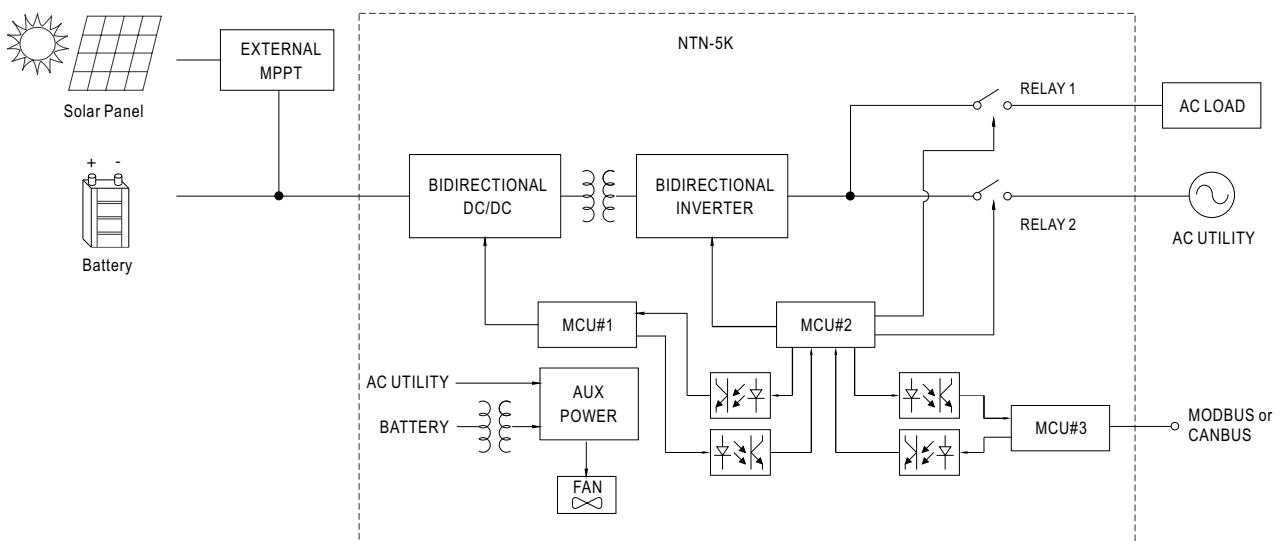 NTN-5K
EXTERNAL
MPPT
Solar Panel
RELAY 1
AC LOAD
+ -
BIDIRECTIONAL
DC/DC
BIDIRECTIONAL
INVERTER
RELAY 2
AC UTILITY
Battery
MCU#1
MCU#2
AC UTILITY
BATTERY
AUX
POWER
MCU#3
MODBUS or
CANBUS
FAN